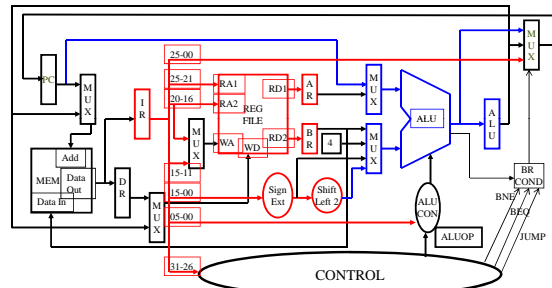 25-00
M
U
X
PC
25-21
RA1
RD1
A
R
M
U
X
M
U
X
I
R
20-16
RA2
REG
FILE
ALU
A
L
U
M
U
X
WA
RD2
WD
B
R
4
M
U
X
Add
MEM
Data
Out
Data In
D
R
M
U
X
15-11
15-00
Sign
Ext
Shift
Left 2
BR
COND
BNE
BEQ
JUMP
05-00
ALU
CON
ALUOP
31-26
CONTROL